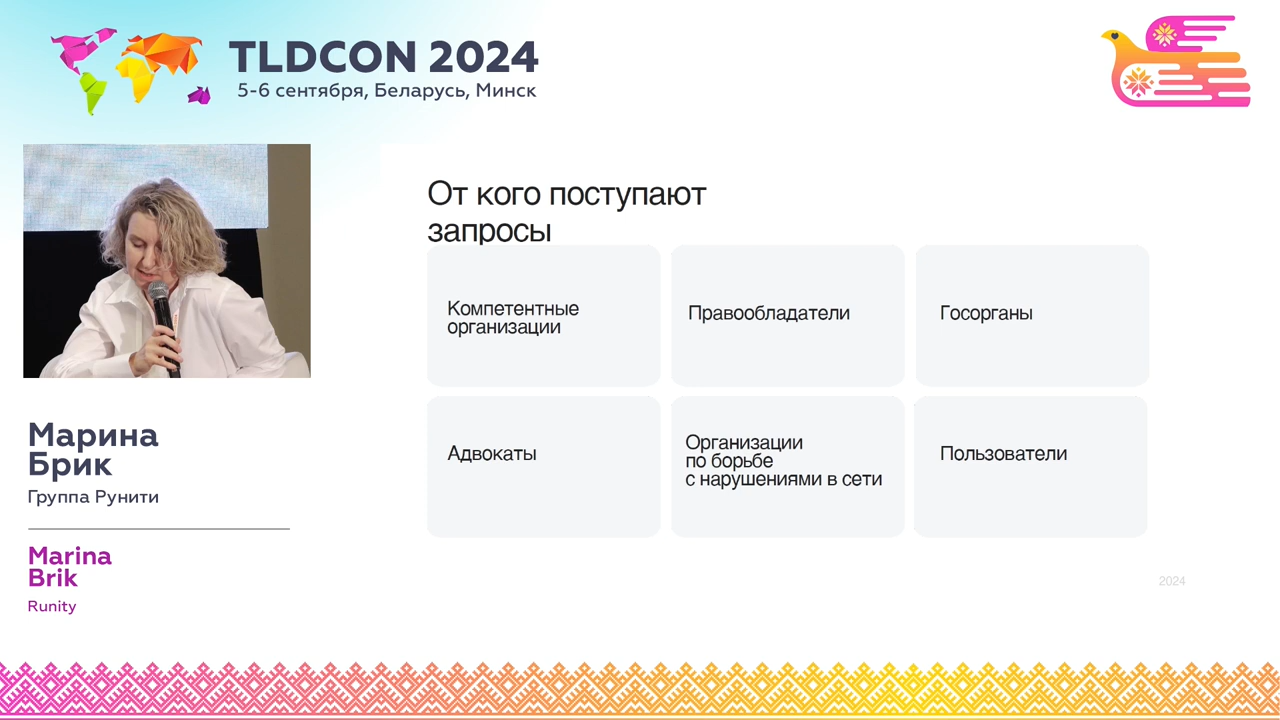 TLDCON 2024
5-6 сентября, Беларусь, Минск
Марина
Брик
Группа Рунити
Marina
Brik
Runity
От кого поступают
запросы
Компетентные
организации
Правообладатели
Госорганы
Адвокаты
Организации
по борьбе
с нарушениями в сети
Пользователи
2024